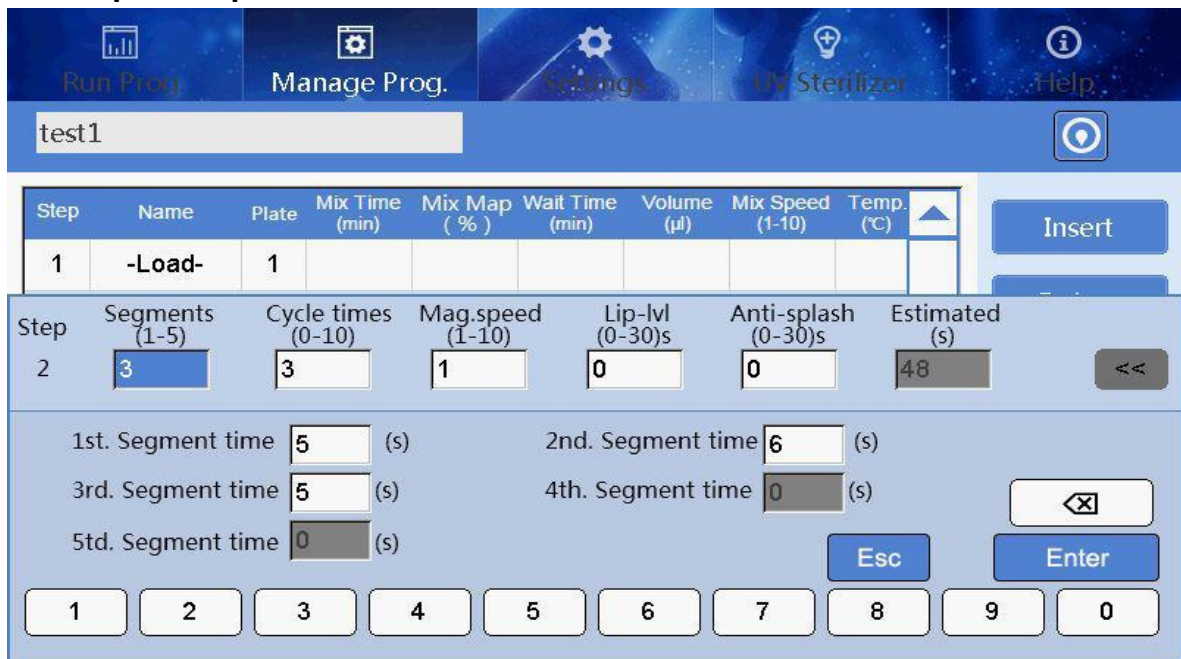 Run Prog.
Manage Prog.
Settings
UV Sterilizer
Help
test1
Step Name Plate Mix Time (min) Mix Map ( % ) Wait Time (min) Volume (μl) Mix Speed (1-10) Temp. (℃)
Insert
1 -Load- 1
Step Segments (1-5) Cycle times (0-10) Mag.speed (1-10) Lip-lvl (0-30)s Anti-splash (0-30)s Estimated (s)
2 3 3 1 0 0 48 <<
1st. Segment time 5 (s) 2nd. Segment time 6 (s)
3rd. Segment time 5 (s) 4th. Segment time 0 (s)
5td. Segment time 0 (s)
Esc Enter
1 2 3 4 5 6 7 8 9 0